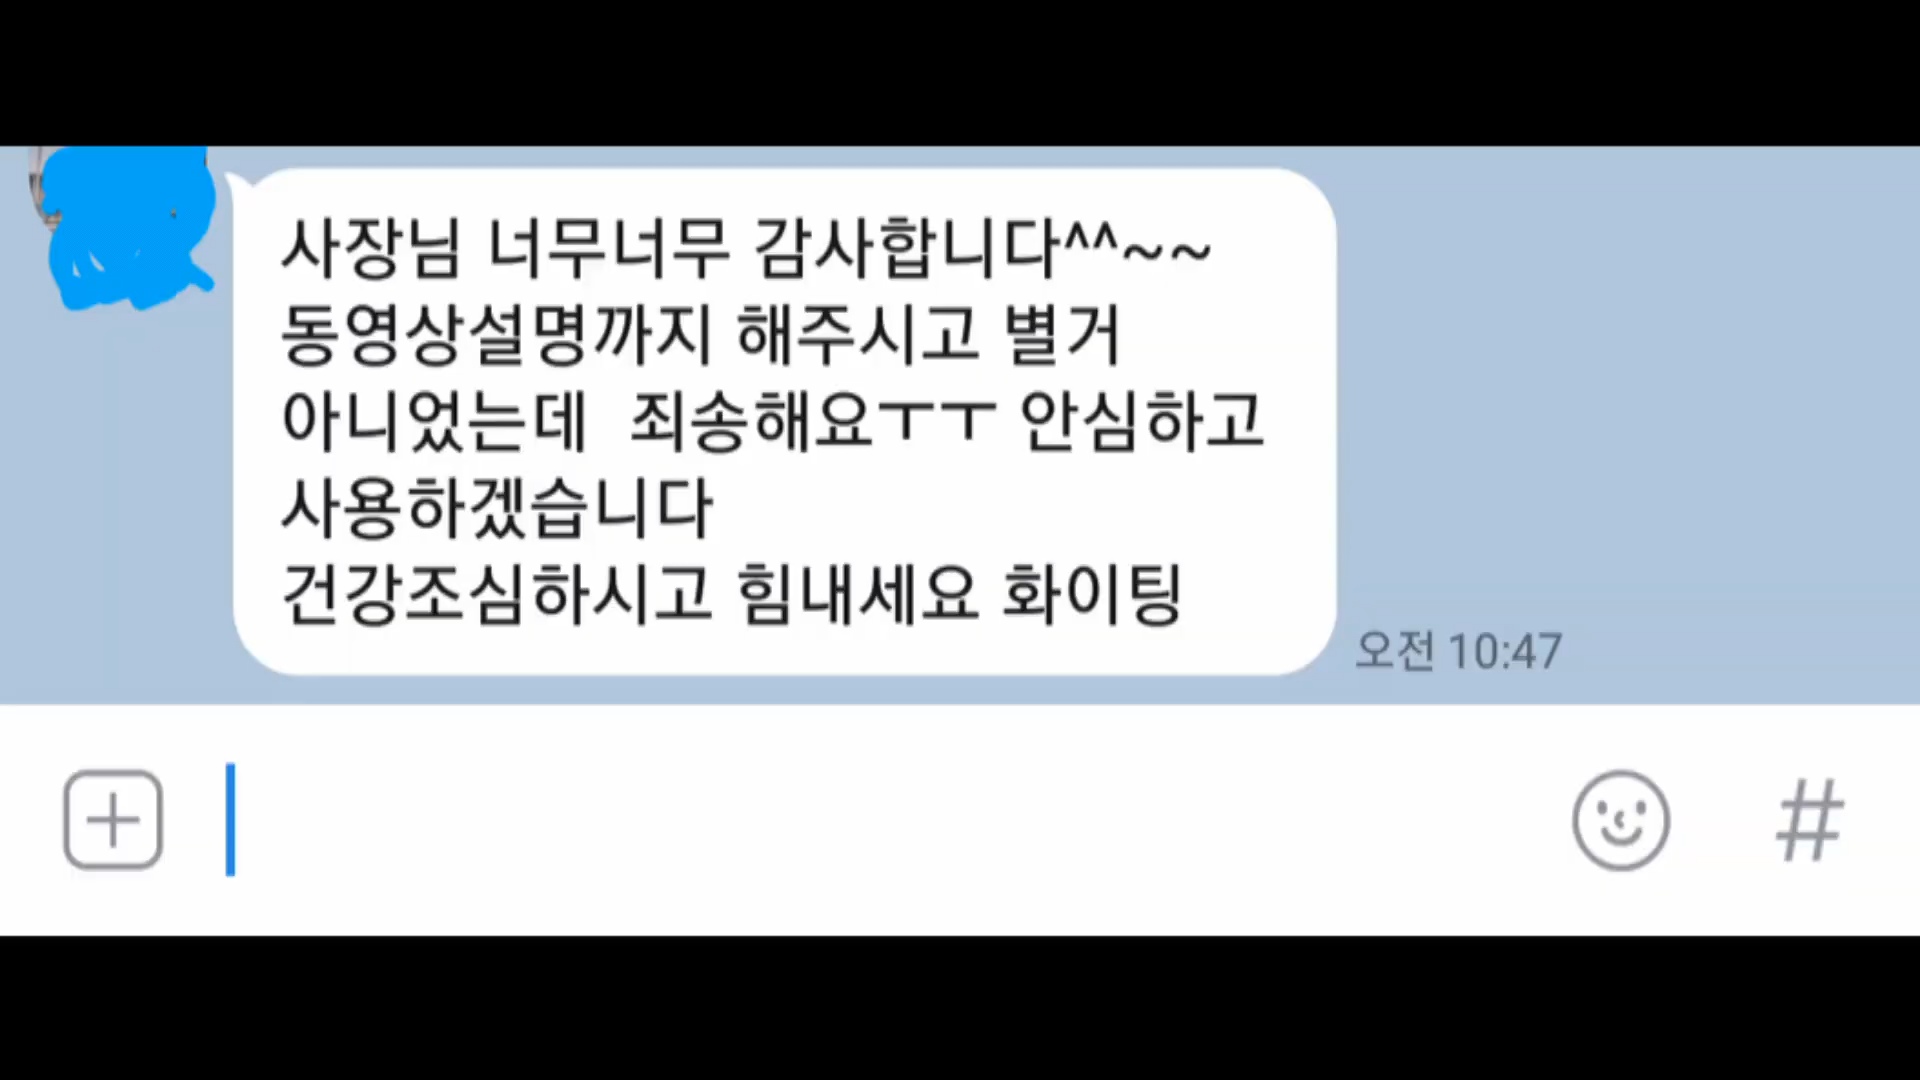 사장님 너무너무 감사합니다^^~~
동영상설명까지 해주시고 별거
아니었는데  죄송해요ㅜㅜ 안심하고
사용하겠습니다
건강조심하시고 힘내세요 화이팅
오전 10:47
#